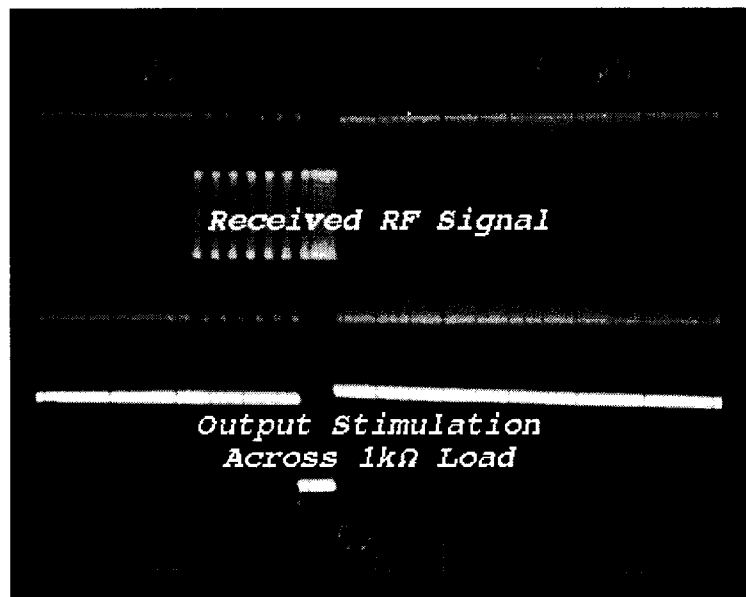 Received RF Signal
Output Stimulation
Across 1kΩ Load